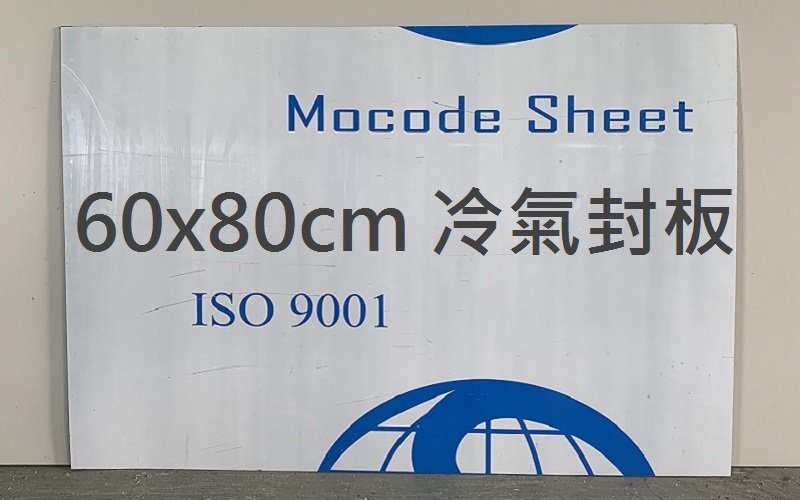 Mocode Sheet
60x80cm 冷氣封板
ISO 9001